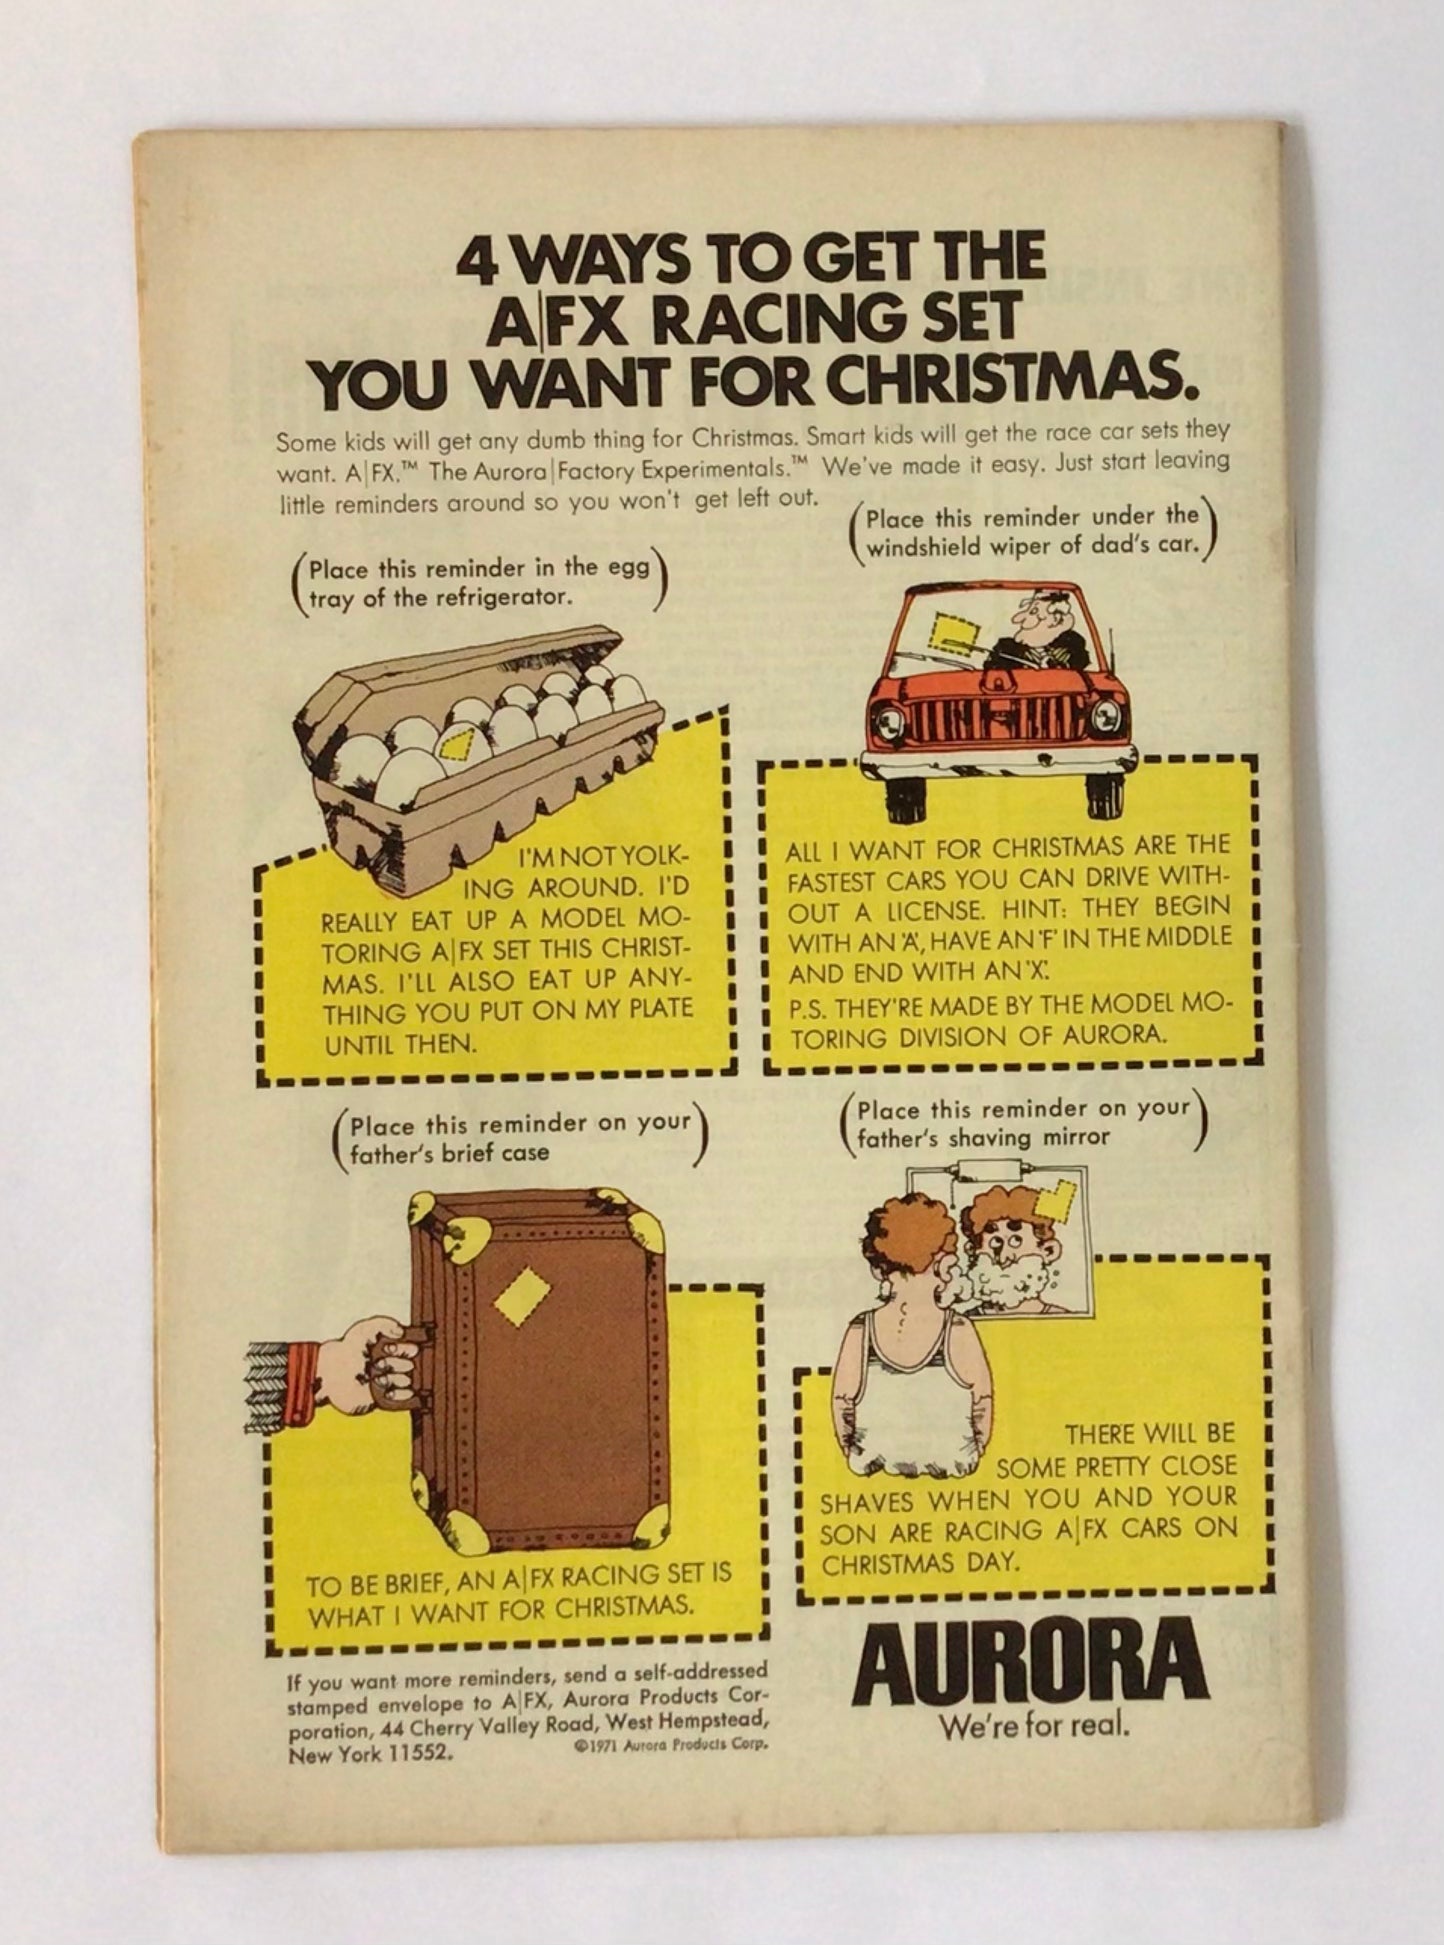 4 WAYS TO GET THE
A|FX RACING SET
YOU WANT FOR CHRISTMAS.
Some kids will get any dumb thing for Christmas. Smart kids will get the race car sets they
want. A|FX.™ The Aurora|Factory Experimentals.™ We've made it easy. Just start leaving
little reminders around so you won't get left out.
(Place this reminder in the egg
tray of the refrigerator.)
I'M NOT YOLK-
ING AROUND. I'D
REALLY EAT UP A MODEL MO-
TORING A|FX SET THIS CHRIST-
MAS. I'LL ALSO EAT UP ANY-
THING YOU PUT ON MY PLATE
UNTIL THEN.
(Place this reminder under the
windshield wiper of dad's car.)
ALL I WANT FOR CHRISTMAS ARE THE
FASTEST CARS YOU CAN DRIVE WITH-
OUT A LICENSE. HINT: THEY BEGIN
WITH AN 'A', HAVE AN 'F' IN THE MIDDLE
AND END WITH AN 'X'.
P.S. THEY'RE MADE BY THE MODEL MO-
TORING DIVISION OF AURORA.
(Place this reminder on your
father's brief case)
TO BE BRIEF, AN A|FX RACING SET IS
WHAT I WANT FOR CHRISTMAS.
(Place this reminder on your
father's shaving mirror)
THERE WILL BE
SOME PRETTY CLOSE
SHAVES WHEN YOU AND YOUR
SON ARE RACING A|FX CARS ON
CHRISTMAS DAY.
If you want more reminders, send a self-addressed
stamped envelope to A|FX, Aurora Products Cor-
poration, 44 Cherry Valley Road, West Hempstead,
New York 11552. ©1971 Aurora Products Corp.
AURORA
We're for real.